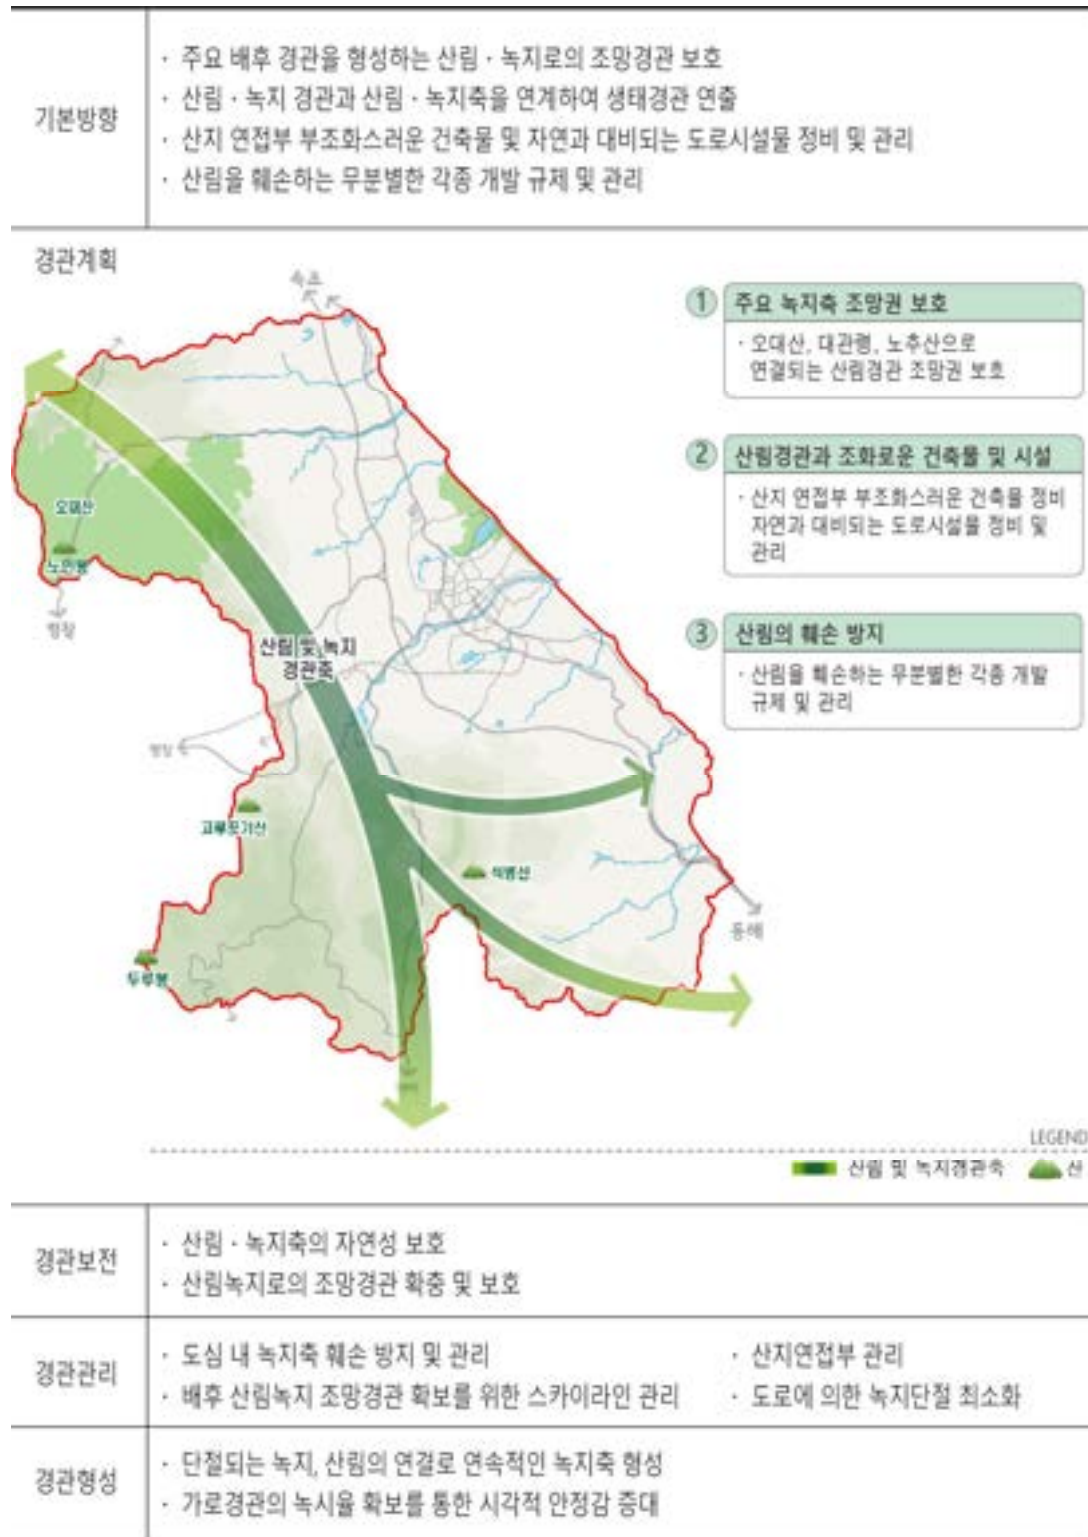 기본방향
· 주요 배후 경관을 형성하는 산림 · 녹지로의 조망경관 보호
· 산림 · 녹지 경관과 산림 · 녹지축을 연계하여 생태경관 연출
· 산지 연접부 부조화스러운 건축물 및 자연과 대비되는 도로시설물 정비 및 관리
· 산림을 훼손하는 무분별한 각종 개발 규제 및 관리
경관계획
속초
① 주요 녹지축 조망권 보호
· 오대산, 대관령, 노추산으로
연결되는 산림경관 조망권 보호
② 산림경관과 조화로운 건축물 및 시설
· 산지 연접부 부조화스러운 건축물 정비
자연과 대비되는 도로시설물 정비 및
관리
③ 산림의 훼손 방지
· 산림을 훼손하는 무분별한 각종 개발
규제 및 관리
오대산
노인봉
평창
산림 및 녹지
경관축
평창
고루포기산
석병산
동해
두루봉
LEGEND
산림 및 녹지경관축
산
경관보전
· 산림 · 녹지축의 자연성 보호
· 산림녹지로의 조망경관 확충 및 보호
경관관리
· 도심 내 녹지축 훼손 방지 및 관리
· 산지연접부 관리
· 배후 산림녹지 조망경관 확보를 위한 스카이라인 관리
· 도로에 의한 녹지단절 최소화
경관형성
· 단절되는 녹지, 산림의 연결로 연속적인 녹지축 형성
· 가로경관의 녹시율 확보를 통한 시각적 안정감 증대